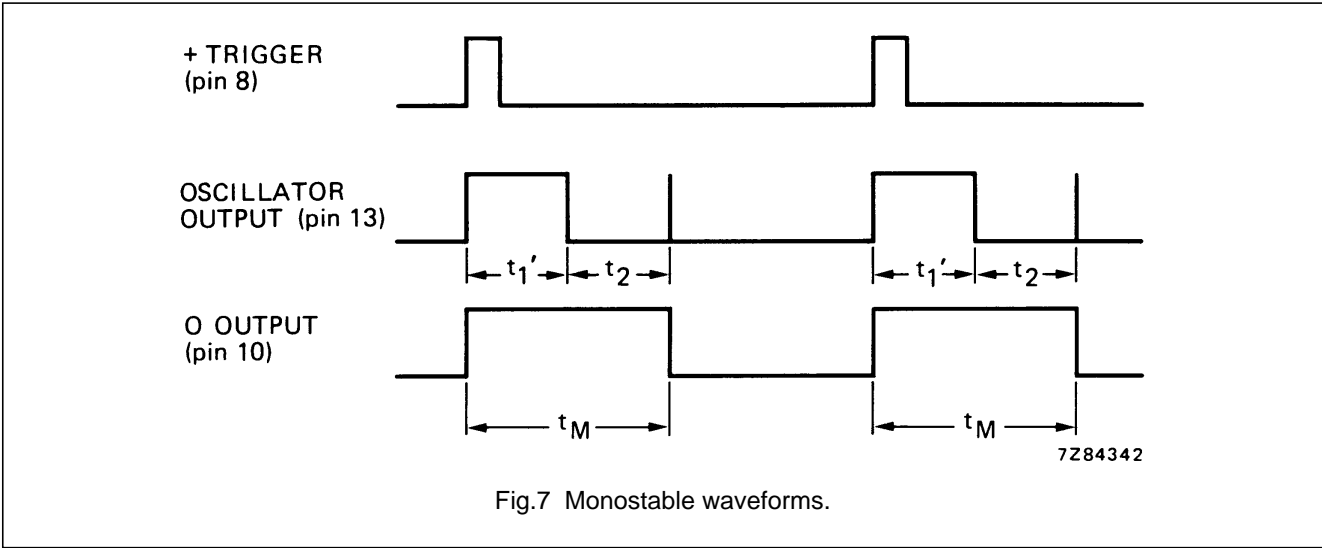 + TRIGGER
(pin 8)
OSCILLATOR
OUTPUT (pin 13)
t1′ t2 t1′ t2
O OUTPUT
(pin 10)
tM tM
7Z84342
Fig.7 Monostable waveforms.